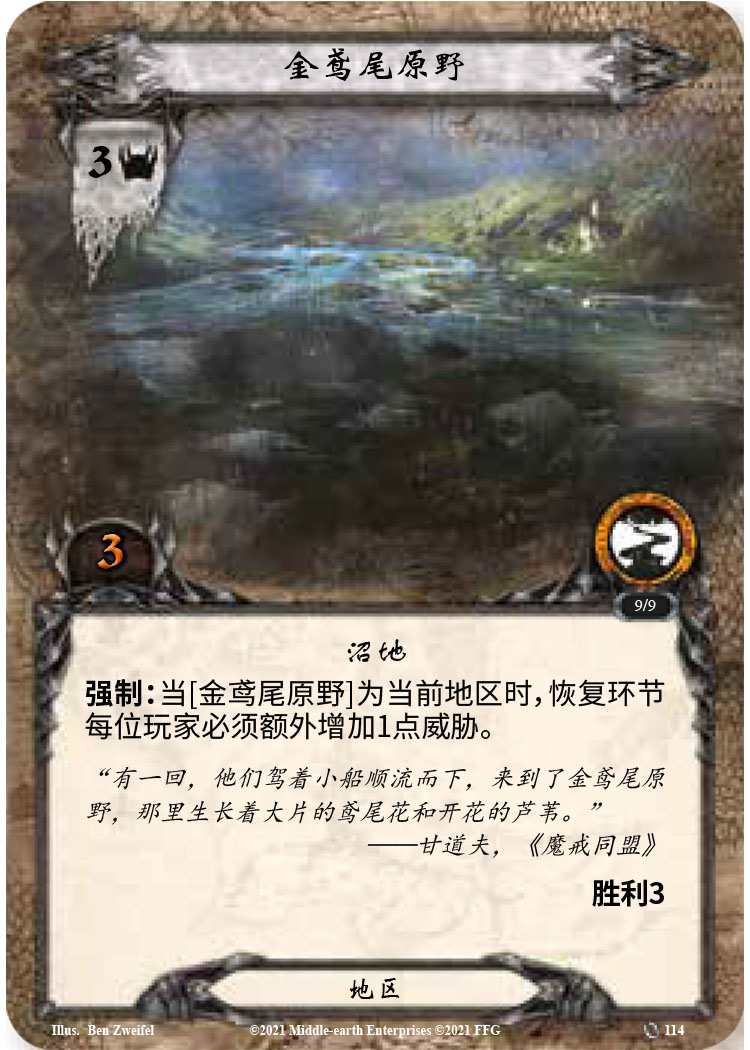 金鸢尾原野
3
3
9/9
沼地
强制：当[金鸢尾原野]为当前地区时，恢复环节
每位玩家必须额外增加1点威胁。
“有一回，他们驾着小船顺流而下，来到了金鸢尾原
野，那里生长着大片的鸢尾花和开花的芦苇。”
——甘道夫，《魔戒同盟》
胜利3
地区
Illus. Ben Zweifel ©2021 Middle-earth Enterprises ©2021 FFG 114